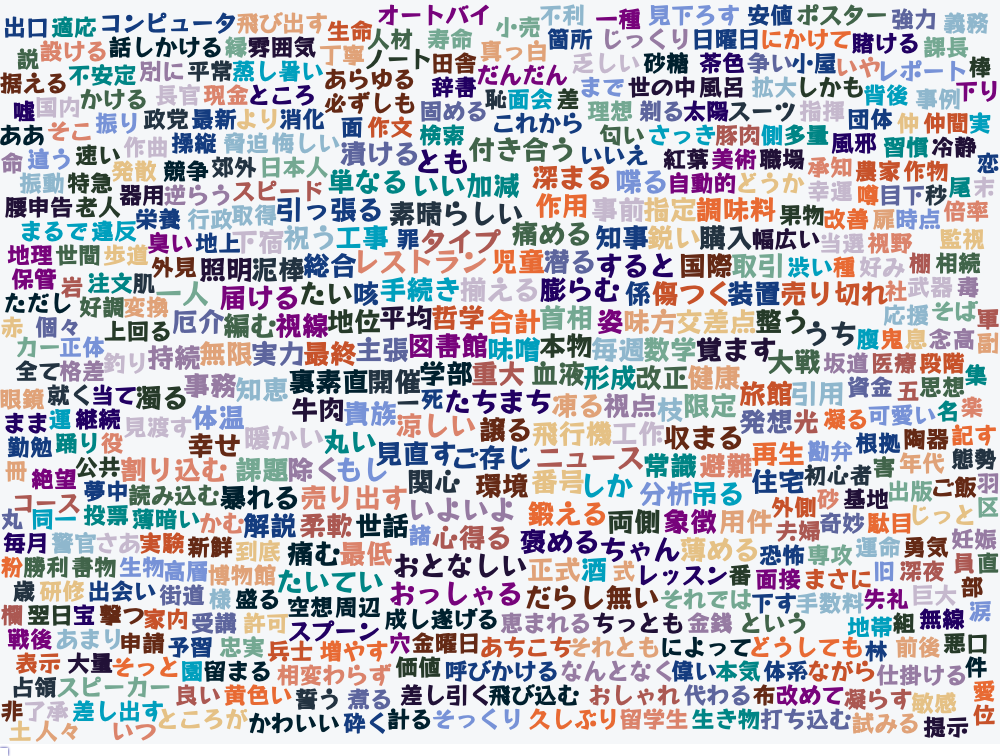 オートバイ 不利 一種 見下ろす 安値 ポスター 強力 義務
出口 適応 コンピュータ 飛び出す 生命 小売
人材 寿命 真っ白 箇所 じっくり 日曜日 にかけて 賭ける 課長
説 設ける 話しかける 縁 雰囲気 丁寧 ノート 田舎 乏しい 砂糖 茶色 争い 小屋 いや レポート 棒
据える 不安定 別に 平常 蒸し暑い あらゆる 辞書 だんだん まで 世の中 風呂 拡大 しかも 背後 事例 下り
嘘 国内 かける 長官 現金 ところ 必ずしも 固める 恥 面会 差 理想 剃る 太陽 スーツ 指揮 団体 仲 仲間 実
ああ そこ 振り 政党 最新 より 消化 面 作文 検索 これから 匂い さっき 豚肉 側 多量 風邪 習慣 冷静
命 違う 速い 作曲 操縦 脅迫 悔しい 漬ける とも 付き合う いいえ 紅葉 美術 職場 承知 農家 作物 恋
振動 特急 発散 競争 郊外 日本人 単なる いい加減 深まる 喋る 自動的 どうか 幸運 噂 目下 秒 尾 末
腰 申告 老人 器用 逆らう スピード 引っ張る 素晴らしい 作用 事前 指定 調味料 果物 改善 扉 時点 倍率
まるで 違反 栄養 行政 取得 祝う 工事 罪 タイプ 痛める 知事 鋭い 購入 幅広い 当選 視野 監視
地理 世間 歩道 臭い 地上 下宿 外見 照明 泥棒 総合 レストラン 児童 潜る すると 国際 取引 渋い 種 好み 棚 相続
保管 岩 注文 肌 一人 届ける たい 咳 手続き 揃える 膨らむ 係 傷つく 装置 売り切れ 社 武器 毒
ただし 好調 変換 厄介 編む 視線 地位 平均 哲学 合計 首相 姿 味方 交差点 整う うち 応援 そば 軍
赤 個々 上回る 腹 鬼 息 念 高 副
カー 正体 釣り 持続 無限 実力 最終 主張 図書館 味噌 本物 毎週 数学 覚ます 大戦 坂道 医療 段階
全て 格差 事務 知恵 裏 素直 開催 学部 重大 血液 形成 改正 健康 旅館 引用 資金 五 思想 集
眼鏡 就く 当て 濁る 牛肉 貴族 一 死 たちまち 凍る 視点 枝 限定 発想 光 凝る 可愛い 名 楽
まま 運 継続 見渡す 体温 涼しい 譲る 飛行機 工作 収まる
勤勉 踊り 役 幸せ 暖かい 丸い 見直す ご存じ ニュース 常識 避難 再生 勘弁 根拠 陶器 記す
冊 絶望 公共 割り込む 課題 除く もし 関心 環境 番号 しか 分析 吊る 住宅 初心者 害 年代 態勢
コース 夢中 読み込む 暴れる 売り出す いよいよ 鍛える 両側 象徴 用件 外側 砂 基地 出版 ご飯 羽
丸 同一 投票 薄暗い かむ 解説 柔軟 世話 諸 心得る 夫婦 奇妙 駄目 じっと 区
毎月 警官 さあ 実験 新鮮 到底 痛む 最低 褒める ちゃん 薄める 恐怖 専攻 運命 勇気 妊娠
粉 勝利 書物 生物 高層 博物館 たいてい おとなしい 正式 酒 式 レッスン 番 面接 まさに 旧 深夜 員 直
歳 研修 出会い 街道 様 盛る 空想 周辺 おっしゃる だらし無い それでは 下す 手数料 失礼 巨大 部
欄 翌日 宝 撃つ 家内 受講 許可 スプーン 成し遂げる 恵まれる ちっとも 金銭 という 地帯 組 無線 涙
戦後 あまり 申請 予習 忠実 兵士 増やす 穴 金曜日 あちこち それとも によって どうしても 林 前後 悪口
表示 大量 そっと 園 留まる 相変わらず 価値 呼びかける なんとなく 偉い 本気 体系 ながら 仕掛ける 件
占領 スピーカー 良い 黄色い 誓う 煮る 差し引く 飛び込む おしゃれ 代わる 布 改めて 凝らす 敏感 愛
非 了承 差し出す ところが かわいい 砕く 計る そっくり 久しぶり 留学生 生き物 打ち込む 試みる 提示 位
土 人々 いつ